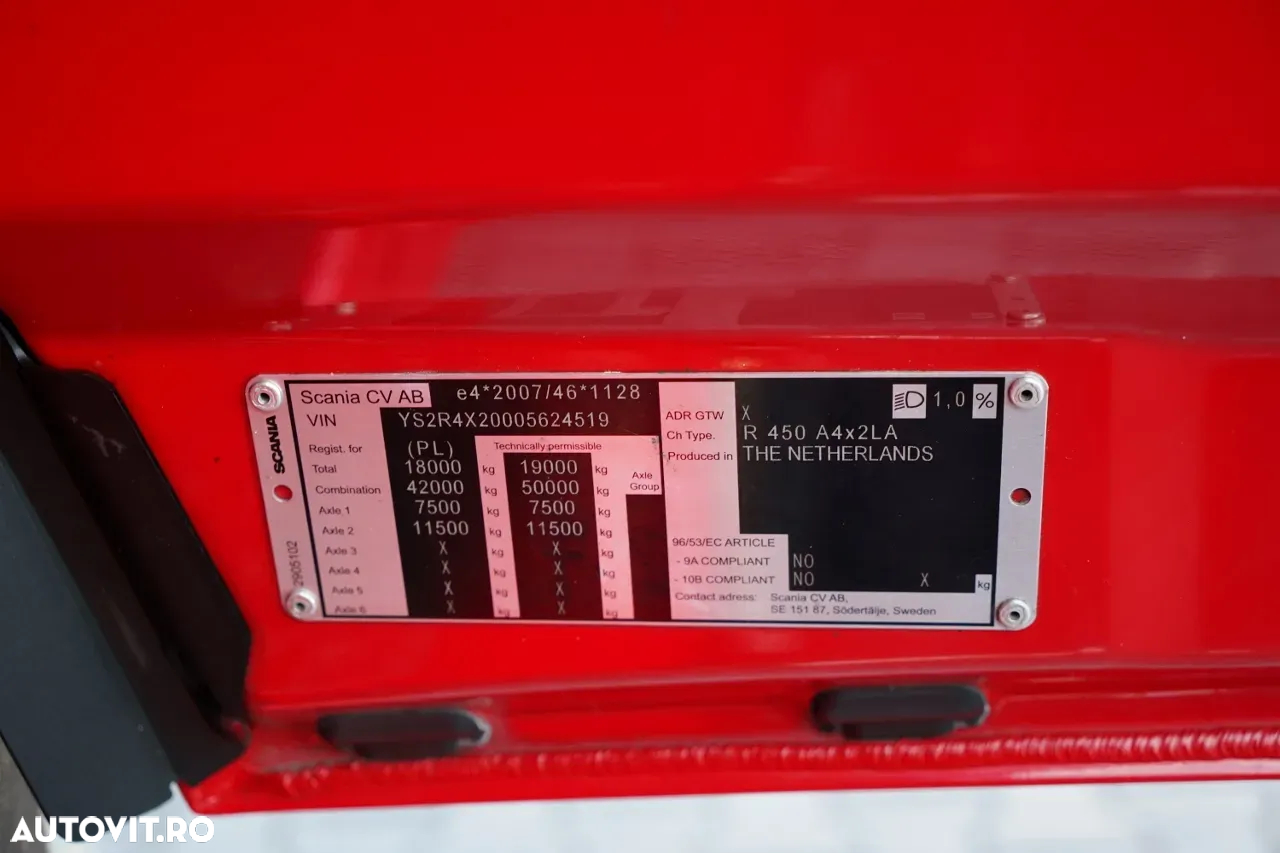 Scania CV AB e4*2007/46*1128
VIN YS2R4X20005624519
SCANIA
2905102
Regist. for (PL) Technically permissible
Total 18000 kg 19000 kg
Combination 42000 kg 50000 kg
Axle Group
Axle 1 7500 kg 7500 kg
Axle 2 11500 kg 11500 kg
Axle 3 X kg X kg
Axle 4 X kg X kg
Axle 5 X kg X kg
Axle 6 X kg X kg
ADR GTW X
1,0 %
Ch Type. R 450 A4x2LA
Produced in THE NETHERLANDS
96/53/EC ARTICLE
- 9A COMPLIANT NO
- 10B COMPLIANT NO X kg
Contact adress: Scania CV AB,
SE 151 87, Södertälje, Sweden
AUTOVIT.RO